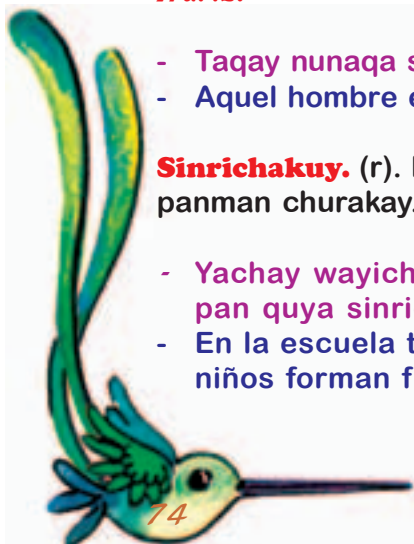 - Taqay nunaqa s
- Aquel hombre e
Sinrichakuy. (r).
panman churakay.
- Yachay wayich
pan quya sinri
- En la escuela t
niños forman f
74